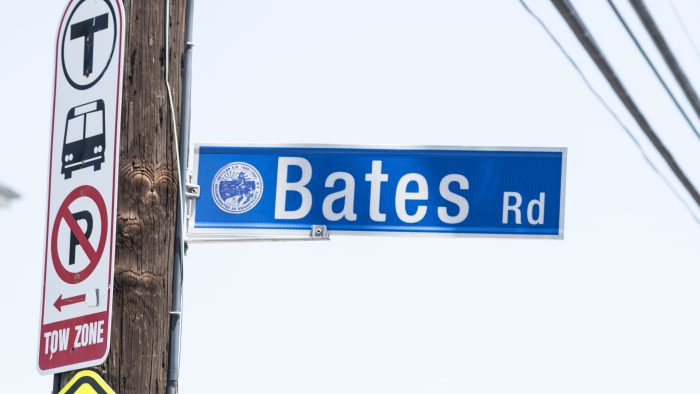 T
P
TOW ZONE
Bates Rd